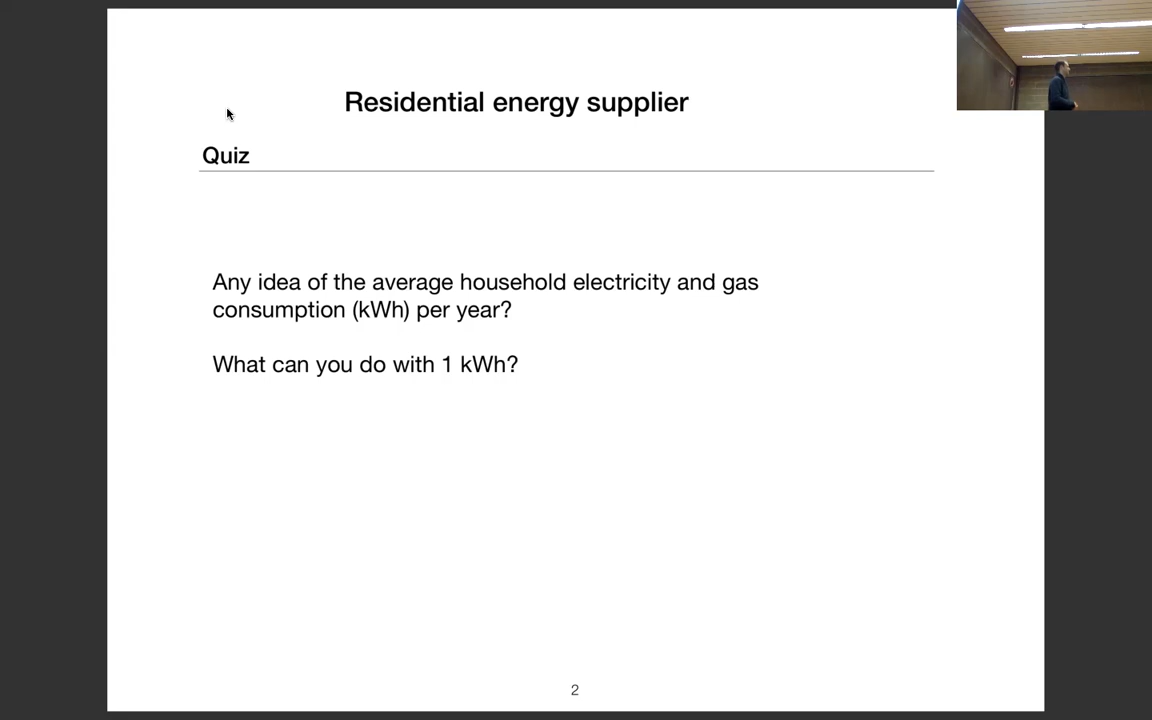 Residential energy supplier
Quiz
Any idea of the average household electricity and gas
consumption (kWh) per year?
What can you do with 1 kWh?
2